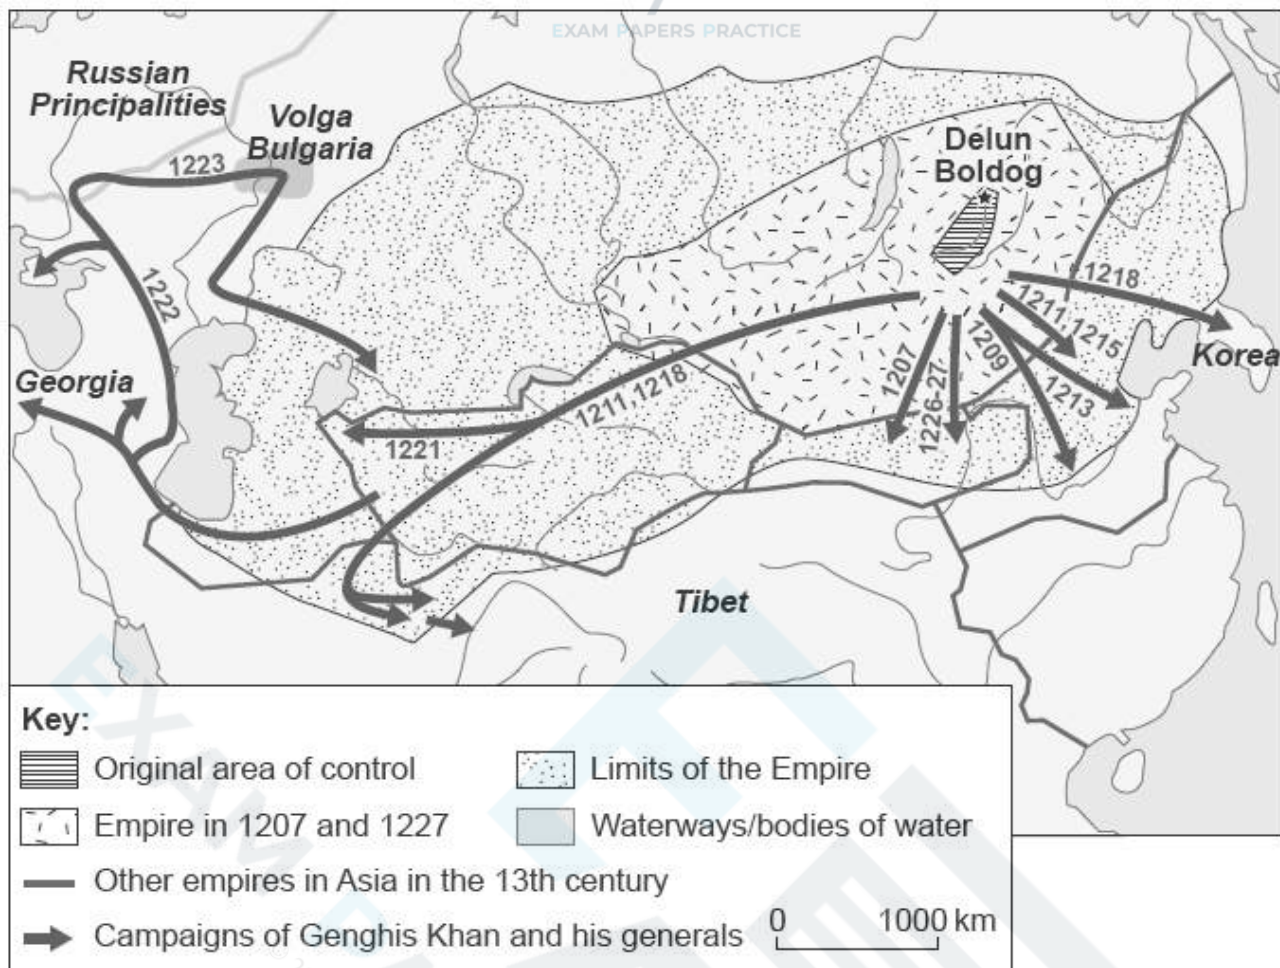 EXAM PAPERS PRACTICE
Russian
Principalities
Volga
Bulgaria
1223
Delun
Boldog
1222
1218
1211, 1215
Korea
Georgia
1207
1226-27
1209
1213
1211, 1218
1221
Tibet
Key:
Original area of control
Limits of the Empire
Empire in 1207 and 1227
Waterways/bodies of water
Other empires in Asia in the 13th century
Campaigns of Genghis Khan and his generals
0 1000 km